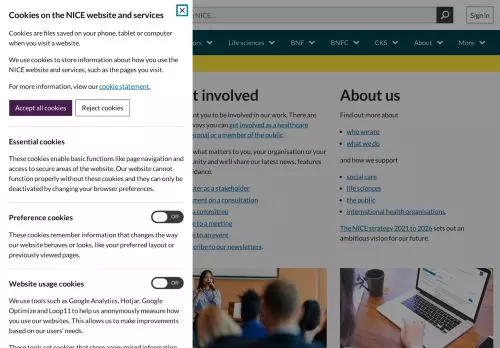 Cookies on the NICE website and services
Cookies are files saved on your phone, tablet or computer
when you visit a website.
We use cookies to store information about how you use the
NICE website and services, such as the pages you visit.
For more information, view our cookie statement.
Accept all cookies
Reject cookies
Essential cookies
These cookies enable basic functions like page navigation and
access to secure areas of the website. Our website cannot
function properly without these cookies and they can only be
deactivated by changing your browser preferences.
Preference cookies
Off
These cookies remember information that changes the way
our website behaves or looks, like your preferred layout or
previously viewed pages.
Website usage cookies
Off
We use tools such as Google Analytics, Hotjar, Google
Optimize and Loop11 to help us anonymously measure how
you use our websites. This allows us to make improvements
based on our users' needs.
These tools set cookies that store anonymised information
NICE...
Sign in
ors
Life sciences
BNF
BNFC
CKS
About
More
t involved
nt you to be involved in our work. There are
ways you can get involved as a healthcare
sional or a member of the public.
what matters to you, your organisation or your
unity and we'll share our latest news, features
idance.
ster as a stakeholder
ment on a consultation
a committee
e to a meeting
e to an event
cribe to our newsletters.
About us
Find out more about
who we are
what we do
and how we support
social care
life sciences
the public
international health organisations.
The NICE strategy 2021 to 2026 sets out an
ambitious vision for our future.